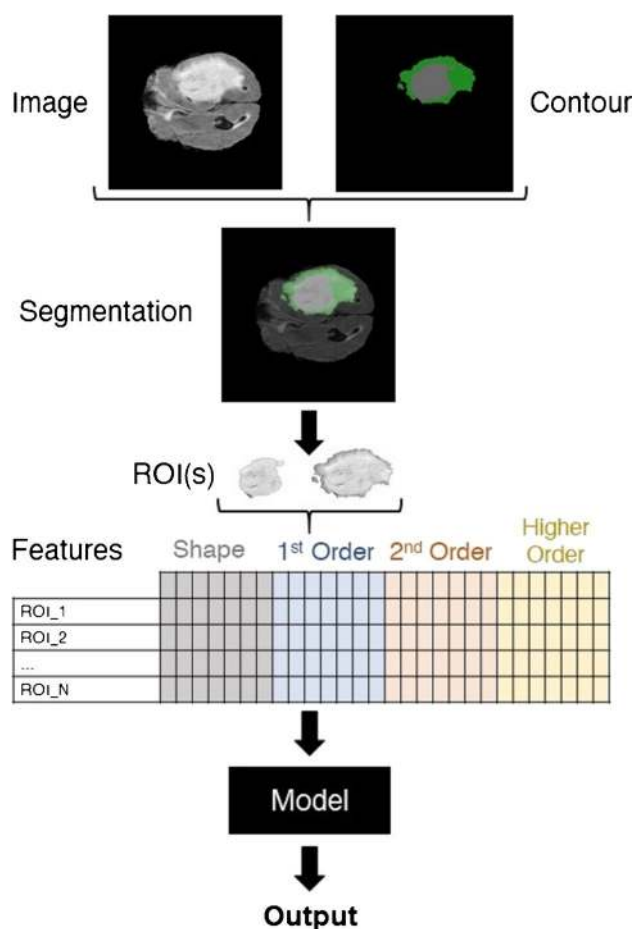 Image
Contour
Segmentation
ROI(s)
Features
Shape
1st Order
2nd Order
Higher
Order
ROI_1
ROI_2
...
ROI_N
Model
Output